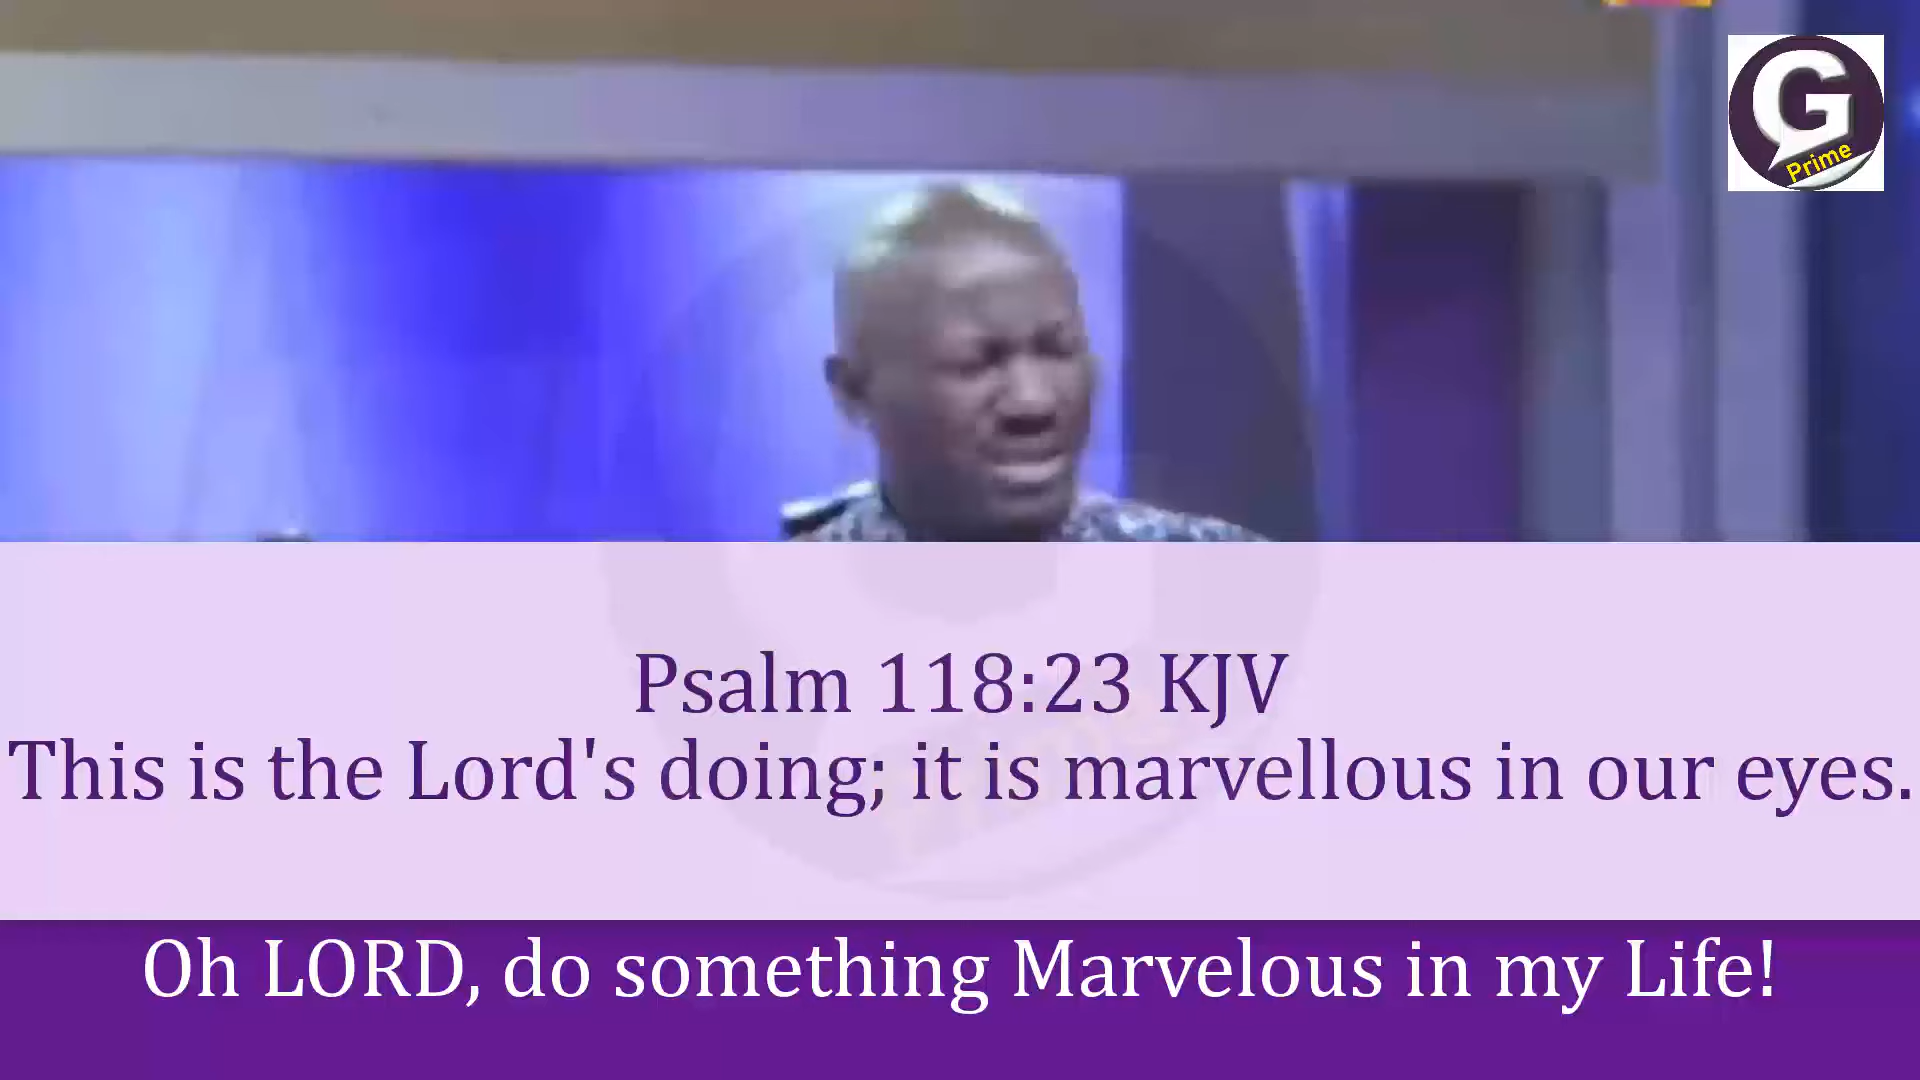 G
Prime
Psalm 118:23 KJV
This is the Lord's doing; it is marvellous in our eyes.
Oh LORD, do something Marvelous in my Life!